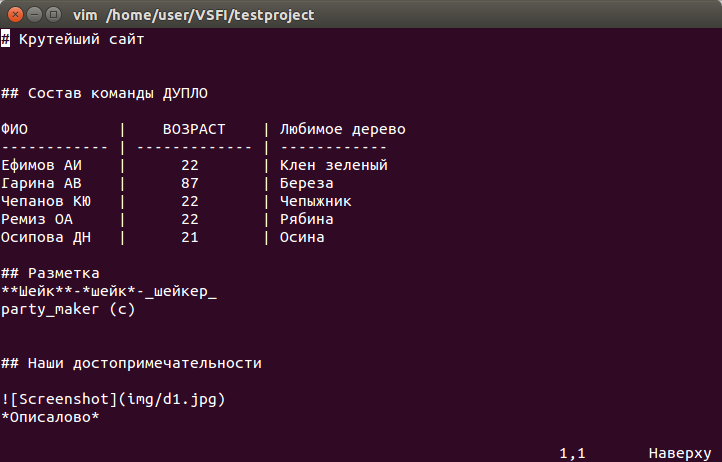 vim /home/user/VSFI/testproject
# Крутейший сайт
## Состав команды ДУПЛО
ФИО | ВОЗРАСТ | Любимое дерево
------------ | ------------- | ------------
Ефимов АИ | 22 | Клен зеленый
Гарина АВ | 87 | Береза
Чепанов КЮ | 22 | Чепыжник
Ремиз ОА | 22 | Рябина
Осипова ДН | 21 | Осина
## Разметка
**Шейк**-*шейк*-_шейкер_
party_maker (c)
## Наши достопримечательности
![Screenshot](img/d1.jpg)
*Описалово*
1,1 Наверху